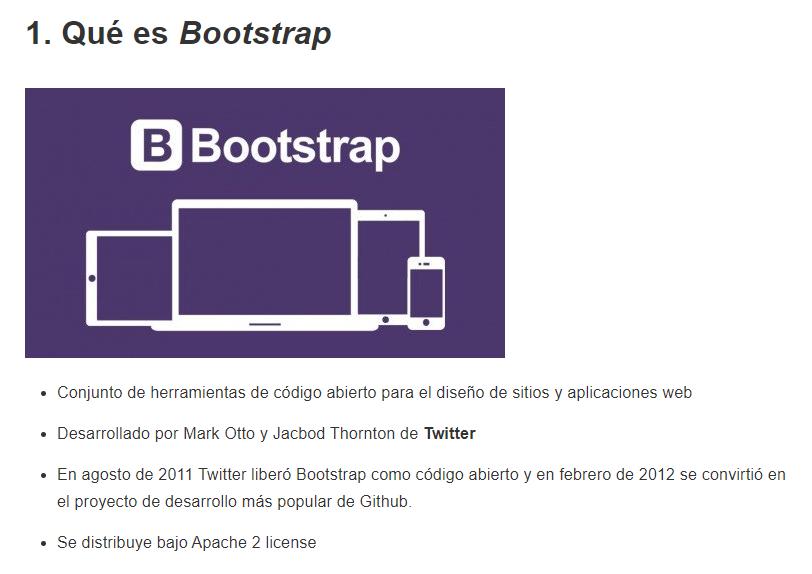 1. Qué es Bootstrap
B Bootstrap
Conjunto de herramientas de código abierto para el diseño de sitios y aplicaciones web
Desarrollado por Mark Otto y Jacbod Thornton de Twitter
En agosto de 2011 Twitter liberó Bootstrap como código abierto y en febrero de 2012 se convirtió en
el proyecto de desarrollo más popular de Github.
Se distribuye bajo Apache 2 license